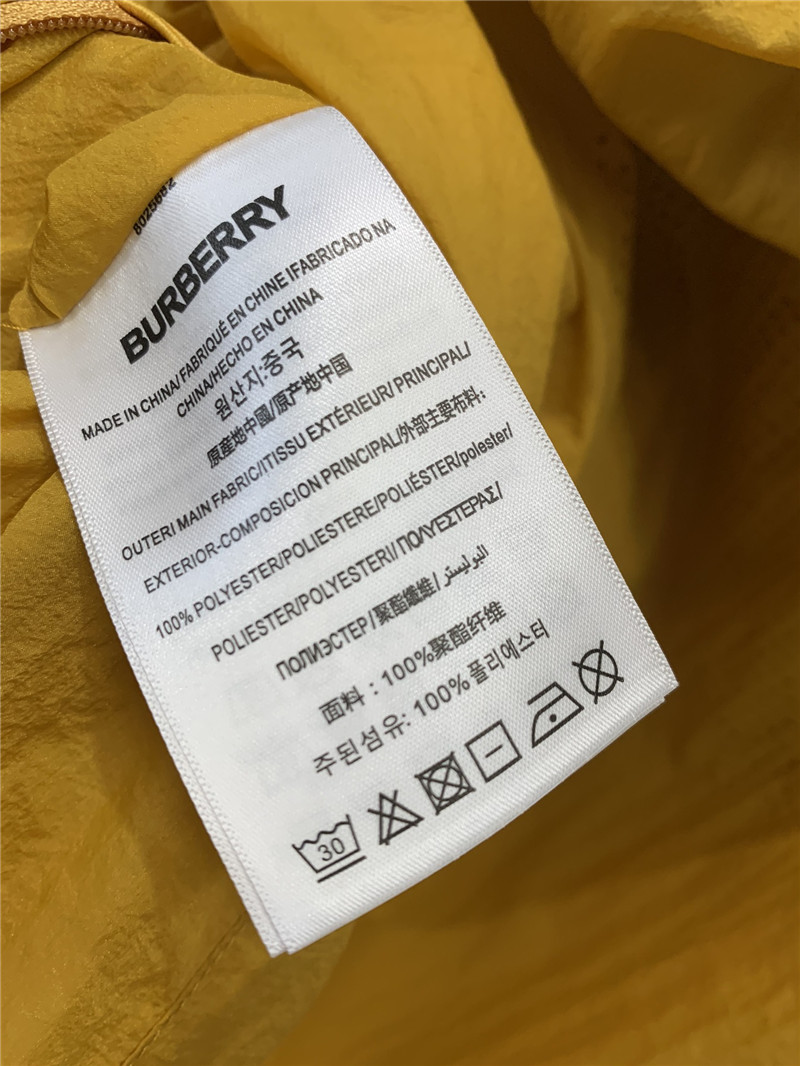 8025882
BURBERRY
MADE IN CHINA/FABRIQUÉ EN CHINE IFABRICADO NA
CHINA/HECHO EN CHINA
원산지:중국
原産地中國/原产地中国
OUTERI MAIN FABRIC/ITISSU EXTÉRIEUR/ PRINCIPAL/
EXTERIOR-COMPOSICION PRINCIPAL/外部主要布料:
100% POLYESTER/POLIESTERE/POLIÉSTER/polester/
POLIESTER/POLYESTERI/ΠΟΛΥΕΣΤΕΡΑΣ/
ПОЛИЭСТЕР/聚酯纖維/ البوليستر
面料：100%聚酯纤维
주된섬유: 100%폴리에스터
30